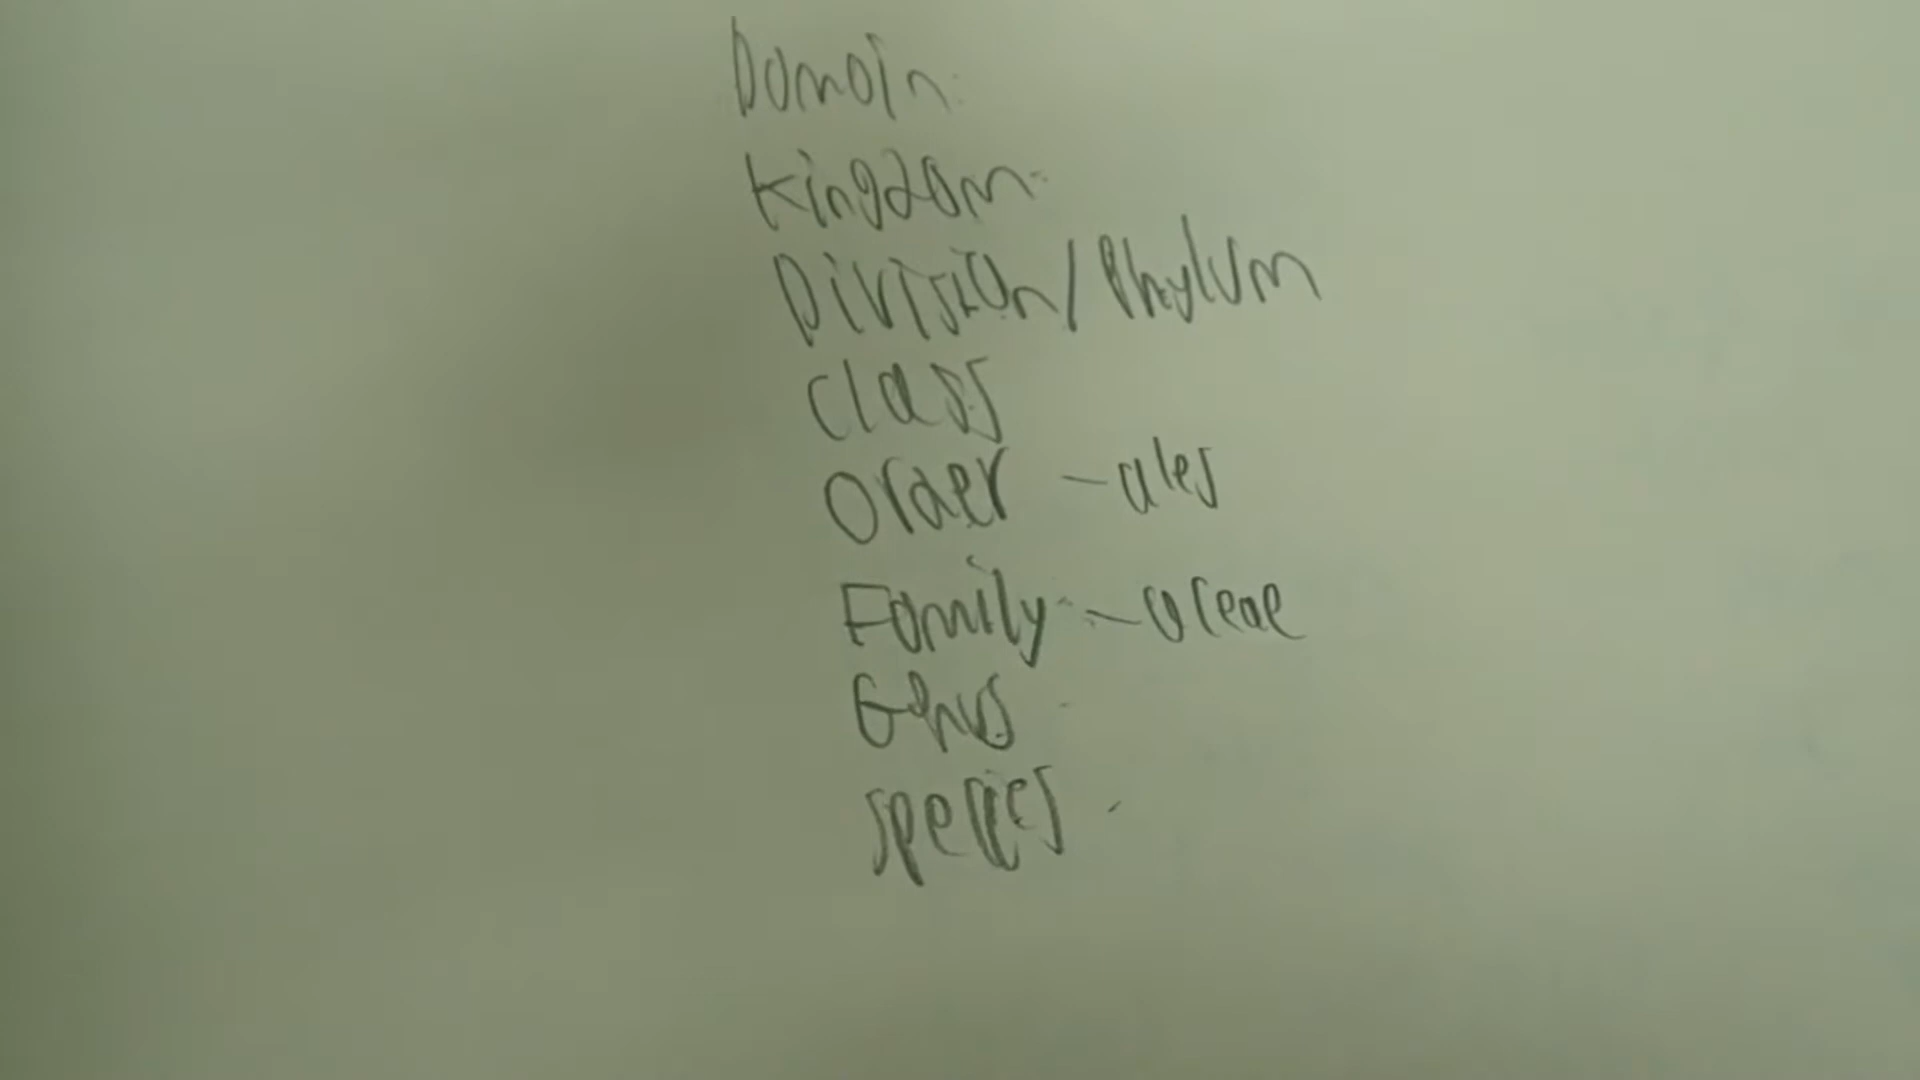 Domain
Kingdom
Division/Phylum
Class
Order - ales
Family - aceae
Genus
Species